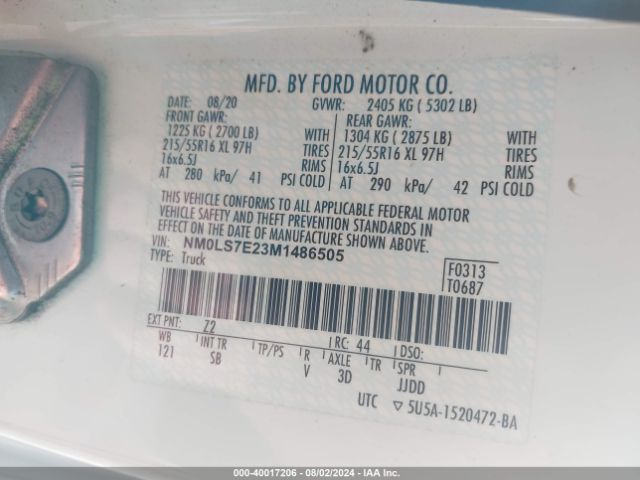 MFD. BY FORD MOTOR CO.
DATE: 08/20 GVWR: 2405 KG ( 5302 LB)
FRONT GAWR: REAR GAWR:
1225 KG ( 2700 LB) WITH 1304 KG ( 2875 LB) WITH
215/55R16 XL 97H TIRES 215/55R16 XL 97H TIRES
16x6.5J RIMS 16x6.5J RIMS
AT 280 kPa/ 41 PSI COLD AT 290 kPa/ 42 PSI COLD
THIS VEHICLE CONFORMS TO ALL APPLICABLE FEDERAL MOTOR
VEHICLE SAFETY AND THEFT PREVENTION STANDARDS IN
EFFECT ON THE DATE OF MANUFACTURE SHOWN ABOVE.
VIN: NM0LS7E23M1486505
TYPE: Truck
F0313
T0687
EXT PNT: Z2 RC: 44 DSO:
WB INT TR TP/PS R AXLE TR SPR
121 SB V 3D JJDD
UTC ▽ 5U5A-1520472-BA
000-40017206 - 08/02/2024 - IAA Inc.